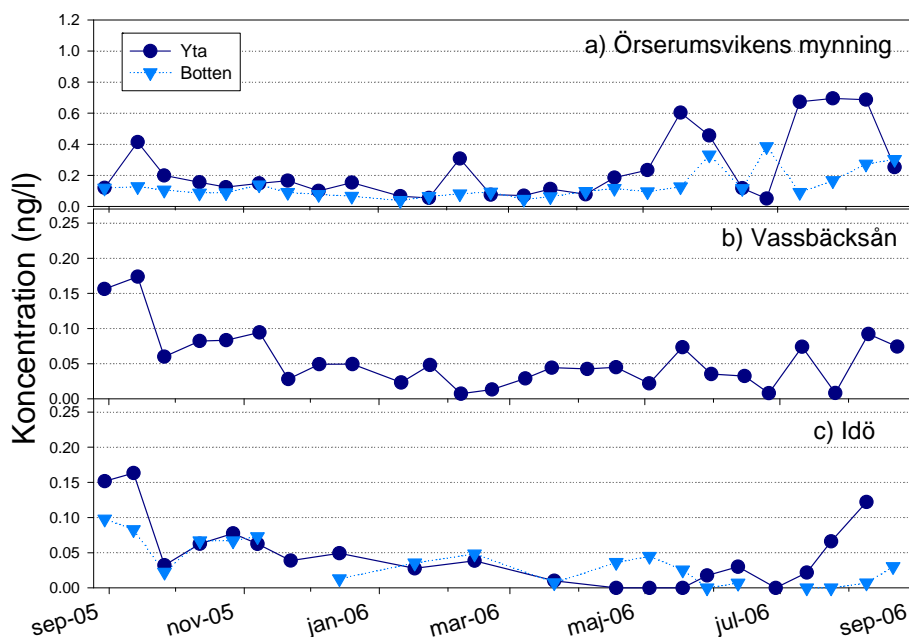 Koncentration (ng/l)
1.2
1.0
0.8
0.6
0.4
0.2
0.0
Yta
Botten
a) Örserumsvikens mynning
0.25
0.20
0.15
0.10
0.05
0.00
b) Vassbäcksån
0.25
0.20
0.15
0.10
0.05
0.00
c) Idö
sep-05 nov-05 jan-06 mar-06 maj-06 jul-06 sep-06